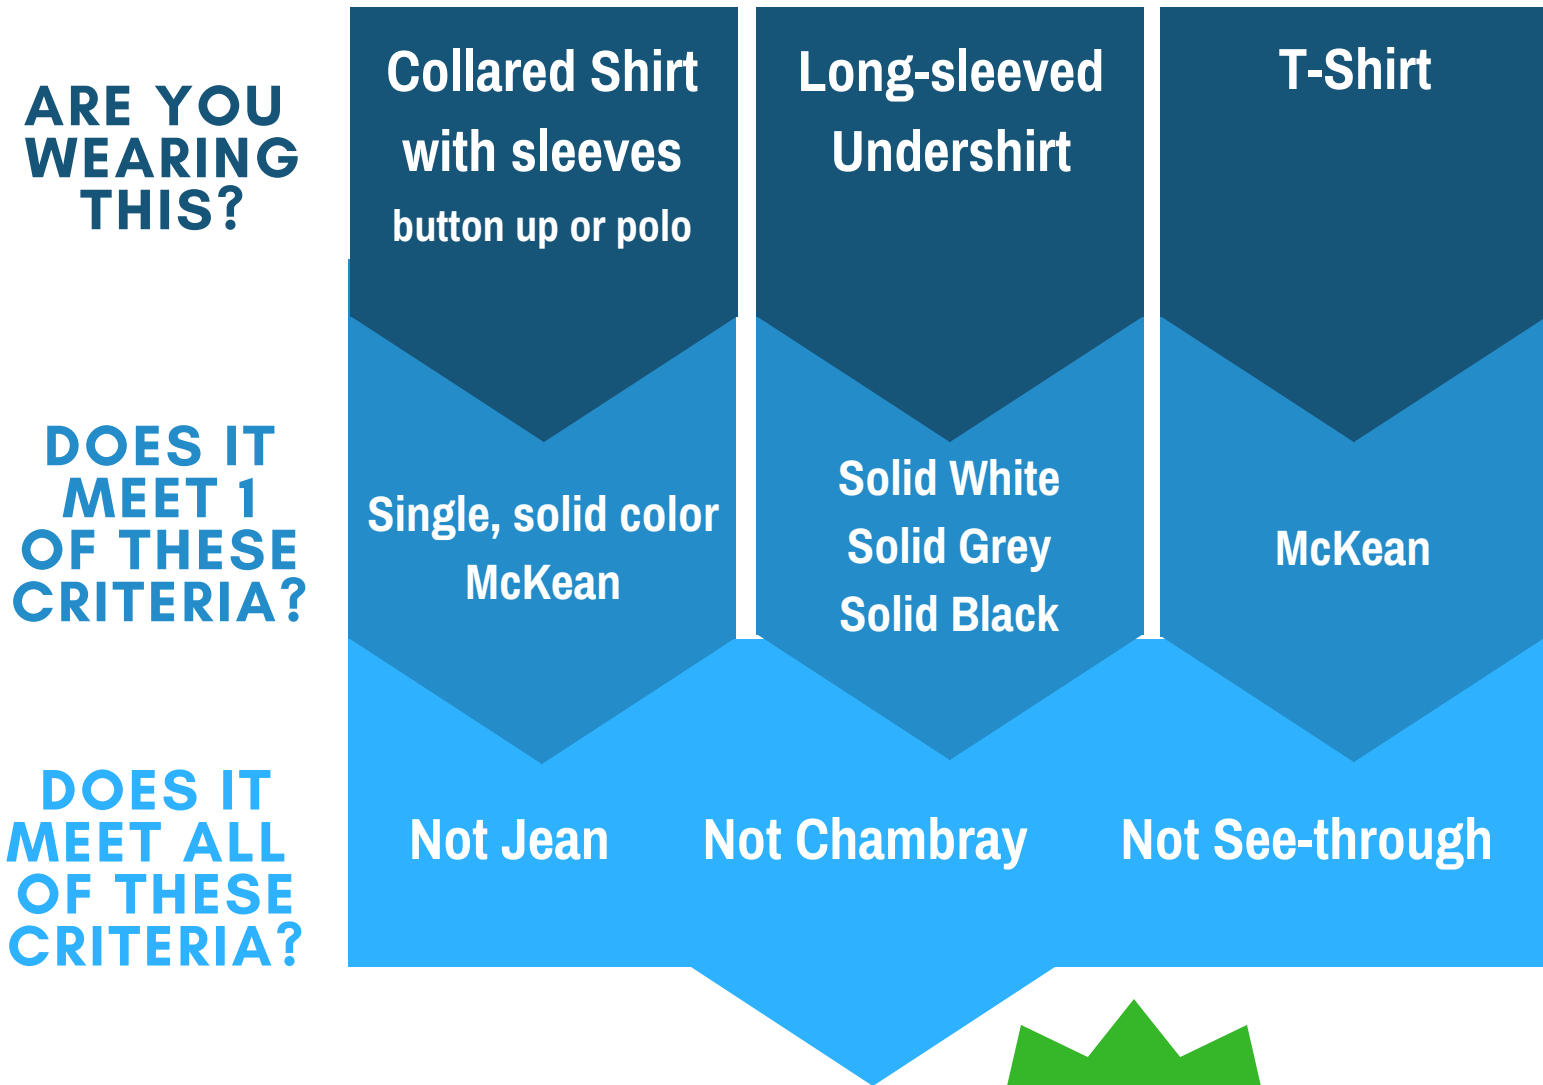 ARE YOU
WEARING
THIS?
Collared Shirt
with sleeves
button up or polo
Long-sleeved
Undershirt
T-Shirt
DOES IT
MEET 1
OF THESE
CRITERIA?
Single, solid color
McKean
Solid White
Solid Grey
Solid Black
McKean
DOES IT
MEET ALL
OF THESE
CRITERIA?
Not Jean
Not Chambray
Not See-through